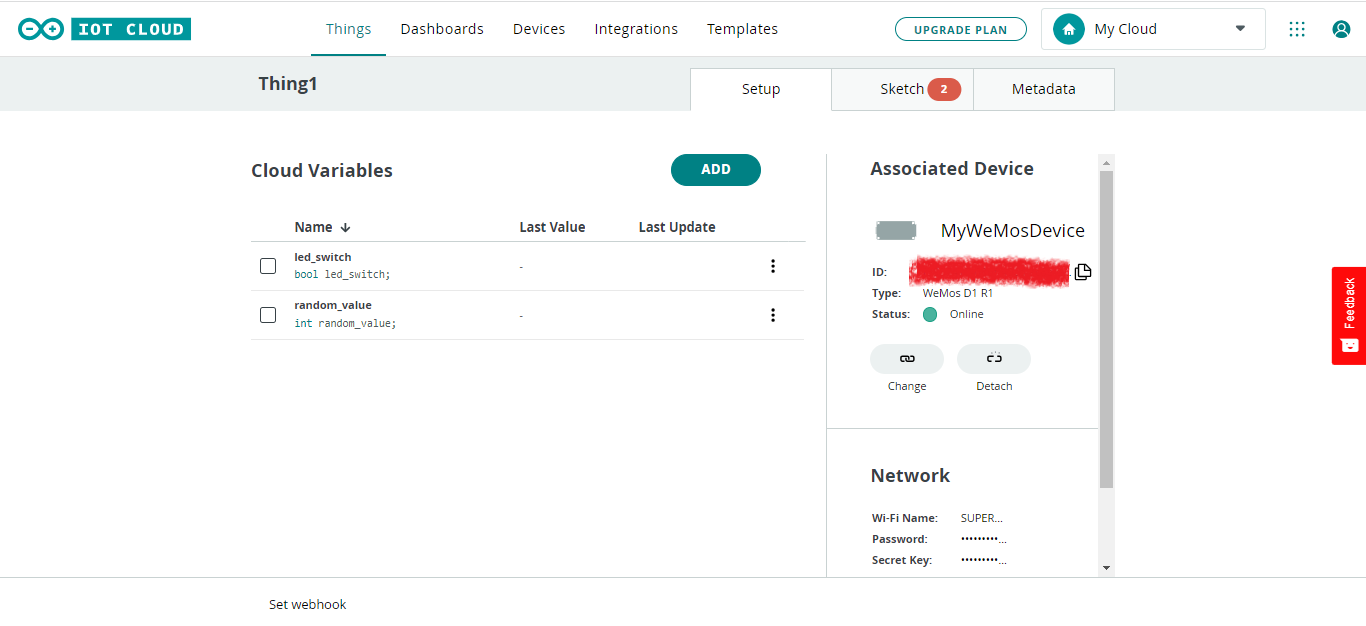 IOT CLOUD
Things Dashboards Devices Integrations Templates UPGRADE PLAN My Cloud
Thing1 Setup Sketch 2 Metadata
Cloud Variables ADD
Name ↓ Last Value Last Update
led_switch
bool led_switch; -
random_value
int random_value; -
Associated Device
MyWeMosDevice
ID:
Type: WeMos D1 R1
Status: Online
Change Detach
Network
Wi-Fi Name: SUPER...
Password: •••••••••...
Secret Key: •••••••••...
Feedback
Set webhook